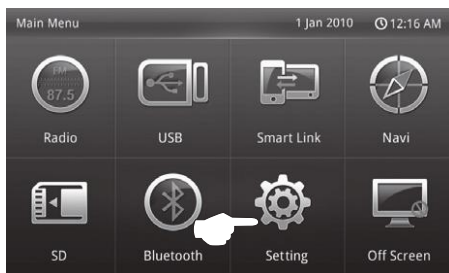 Main Menu 1 Jan 2010 12:16 AM
FM
87.5
Radio USB Smart Link Navi
SD Bluetooth Setting Off Screen